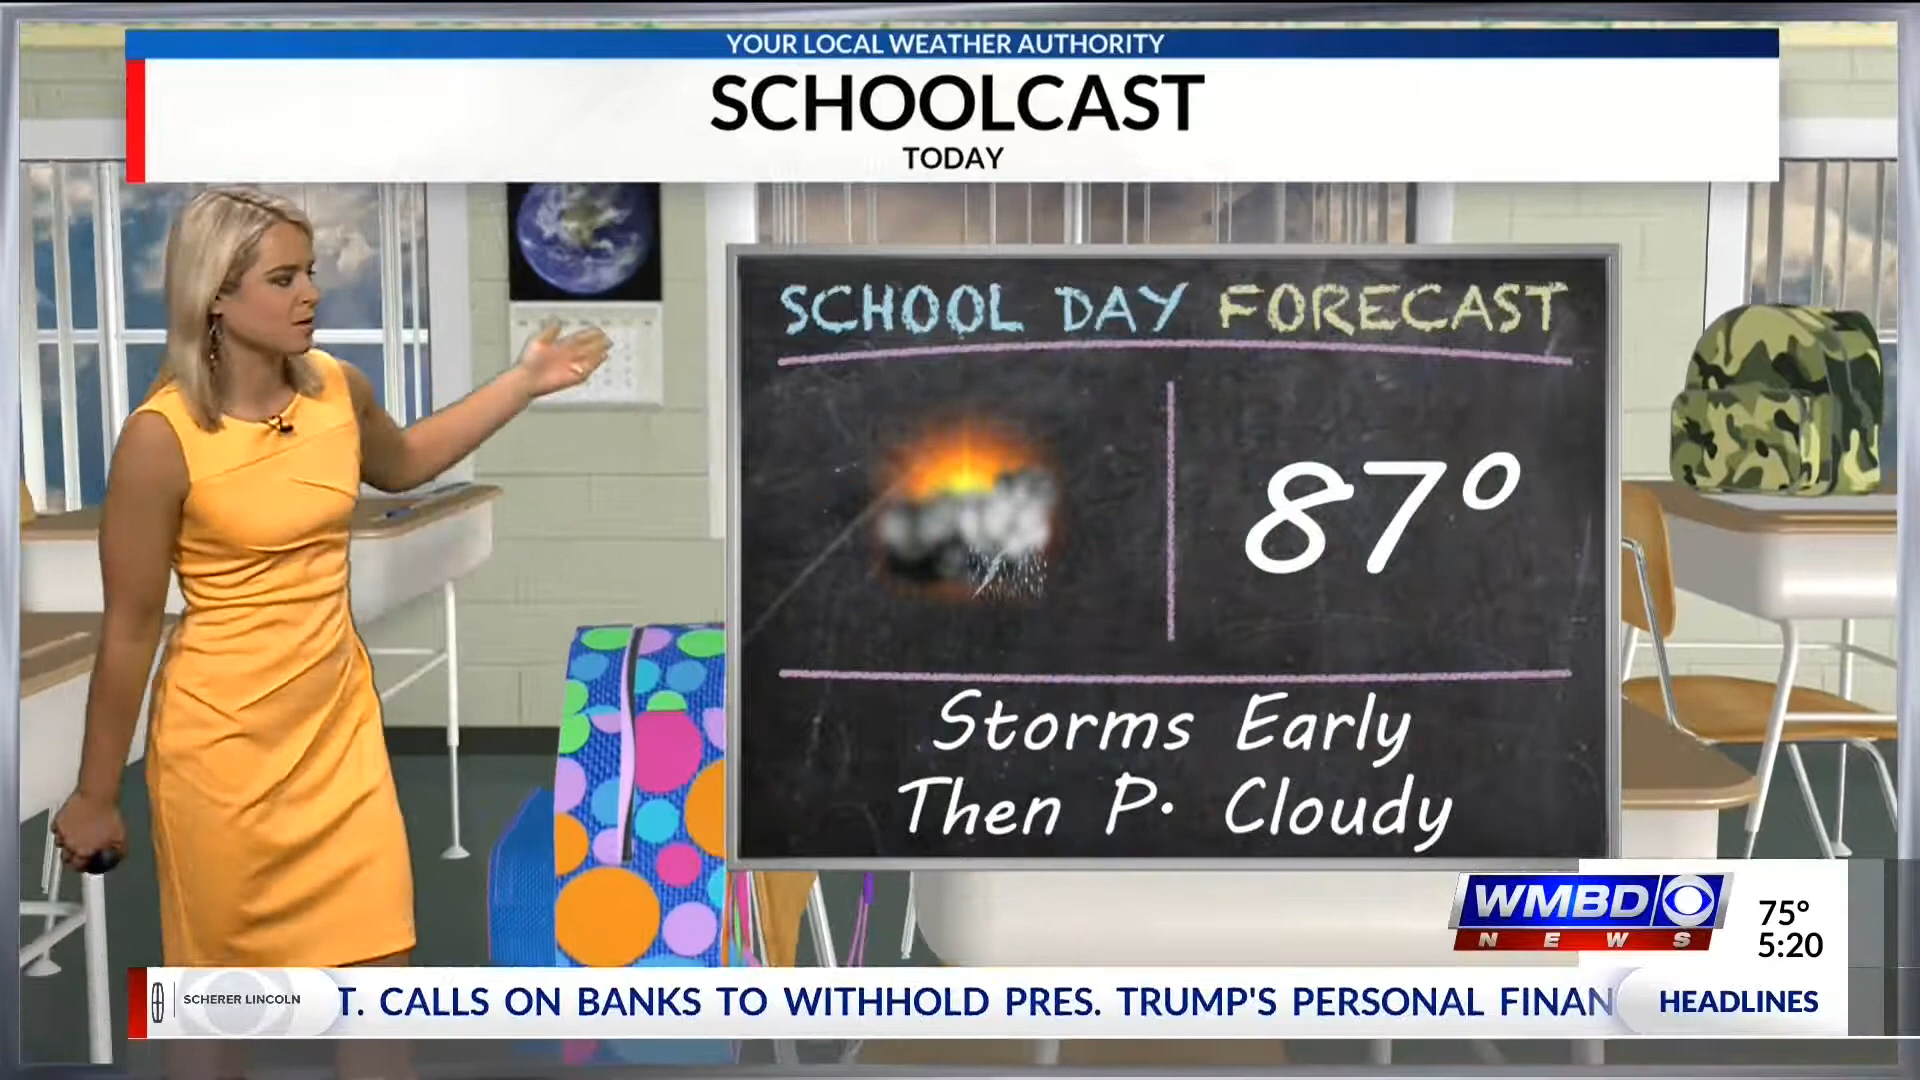 YOUR LOCAL WEATHER AUTHORITY
SCHOOLCAST
TODAY
SCHOOL DAY FORECAST
87°
Storms Early
Then P. Cloudy
WMBD
NEWS
75°
5:20
SCHERER LINCOLN
T. CALLS ON BANKS TO WITHHOLD PRES. TRUMP'S PERSONAL FINAN
HEADLINES